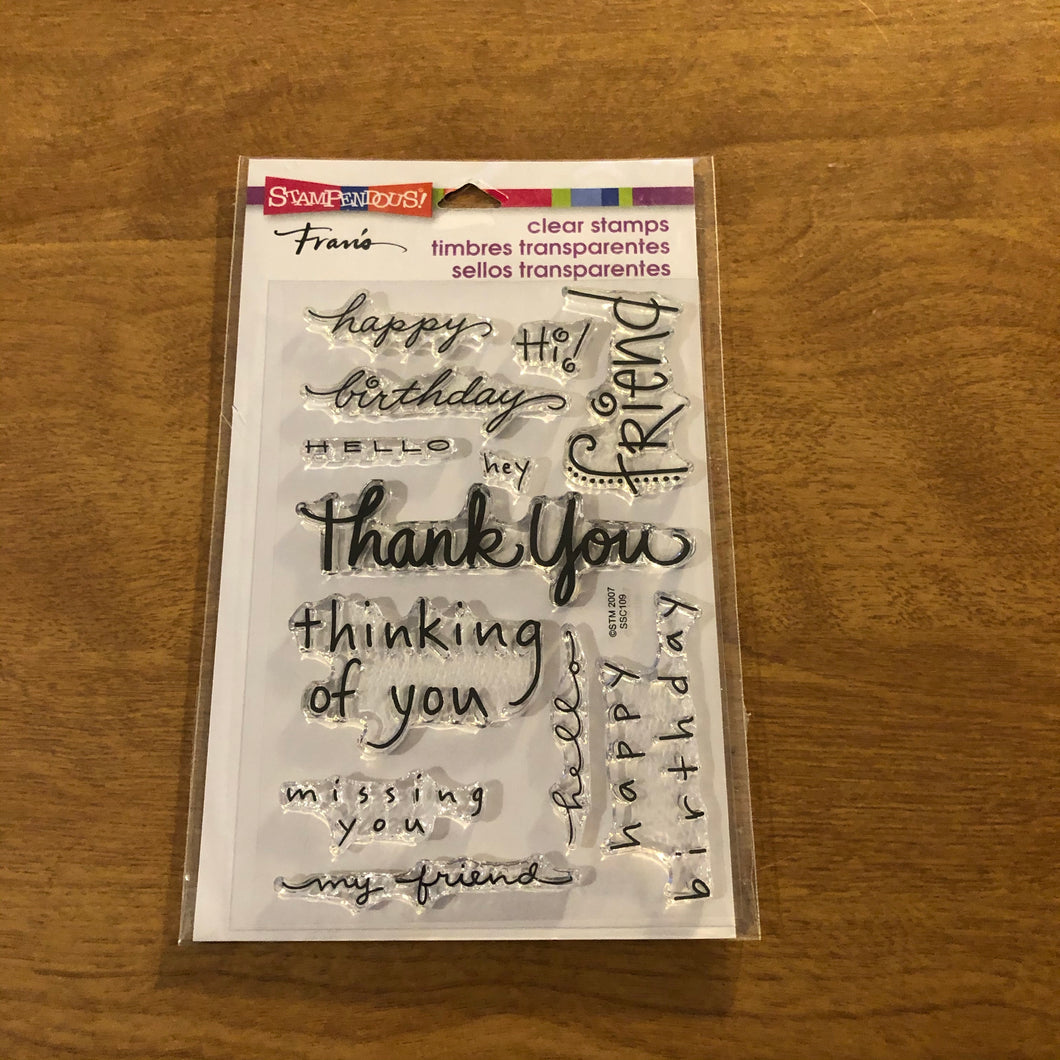 STAMPENDOUS!
Fran's
clear stamps
timbres transparentes
sellos transparentes
happy
Hi!
friend
birthday
HELLO
hey
Thank You
©STM 2007
SSC109
thinking
of you
hello
happy
birthday
missing
you
my friend